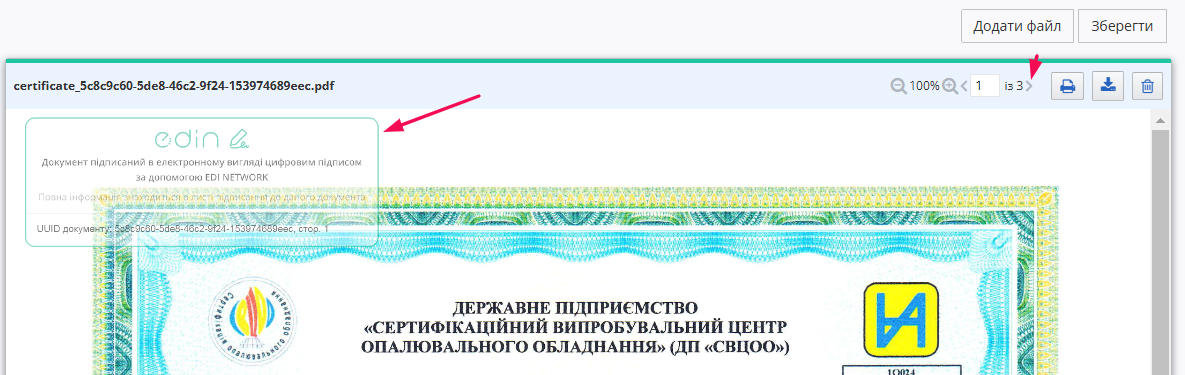 Додати файл
Зберегти
certificate_5c8c9c60-5de8-46c2-9f24-153974689eec.pdf
100%
1 із 3
edin
Документ підписаний в електронному вигляді цифровим підписом
за допомогою EDI NETWORK
Повна інформація знаходиться в листі підписання до даного документа
UUID документу: 5c8c9c60-5de8-46c2-9f24-153974689eec, стор. 1
ДЕРЖАВНЕ ПІДПРИЄМСТВО
«СЕРТИФІКАЦІЙНИЙ ВИПРОБУВАЛЬНИЙ ЦЕНТР
ОПАЛЮВАЛЬНОГО ОБЛАДНАННЯ» (ДП «СВЦОО»)
1О024